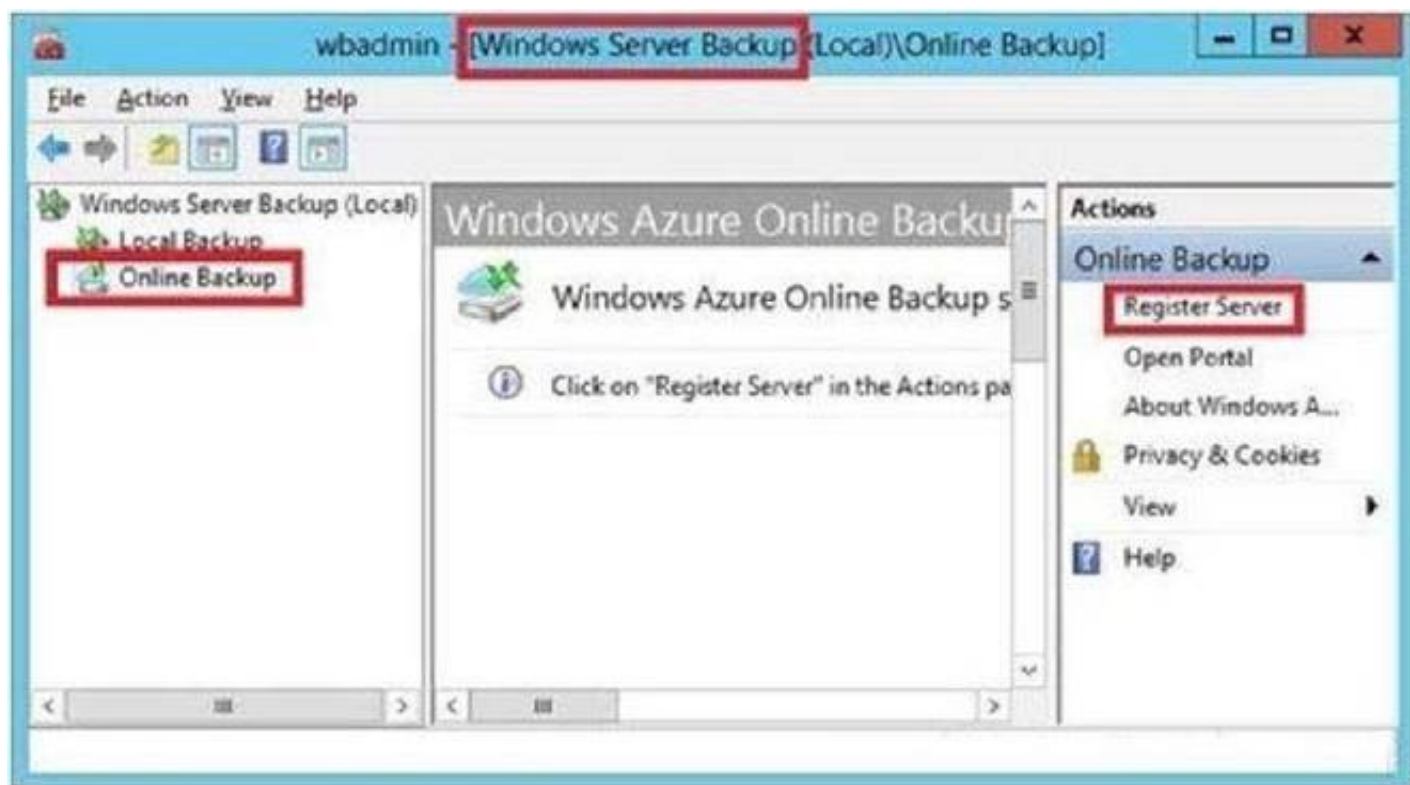 wbadmin - [Windows Server Backup (Local)\Online Backup]
File Action View Help
Windows Server Backup (Local)
Local Backup
Online Backup
Windows Azure Online Backup
Windows Azure Online Backup s
Click on "Register Server" in the Actions pa
Actions
Online Backup
Register Server
Open Portal
About Windows A...
Privacy & Cookies
View
Help